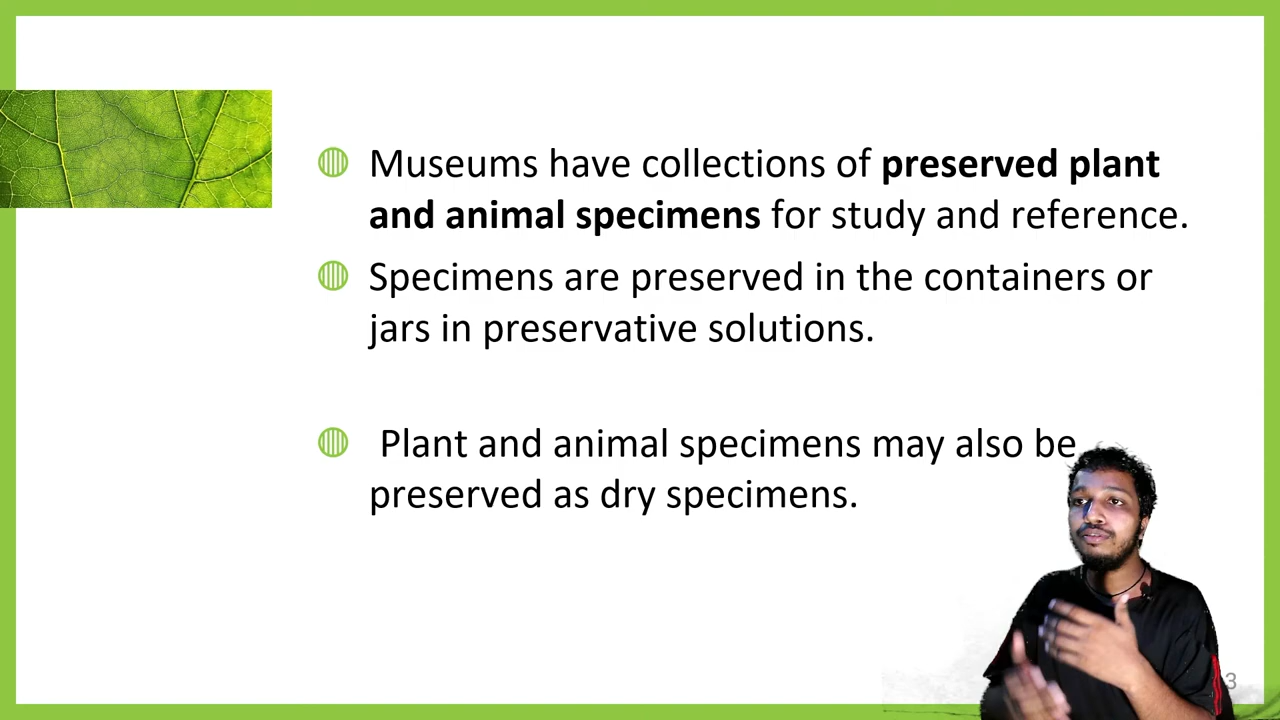 Museums have collections of preserved plant
and animal specimens for study and reference.
Specimens are preserved in the containers or
jars in preservative solutions.
Plant and animal specimens may also be
preserved as dry specimens.
3